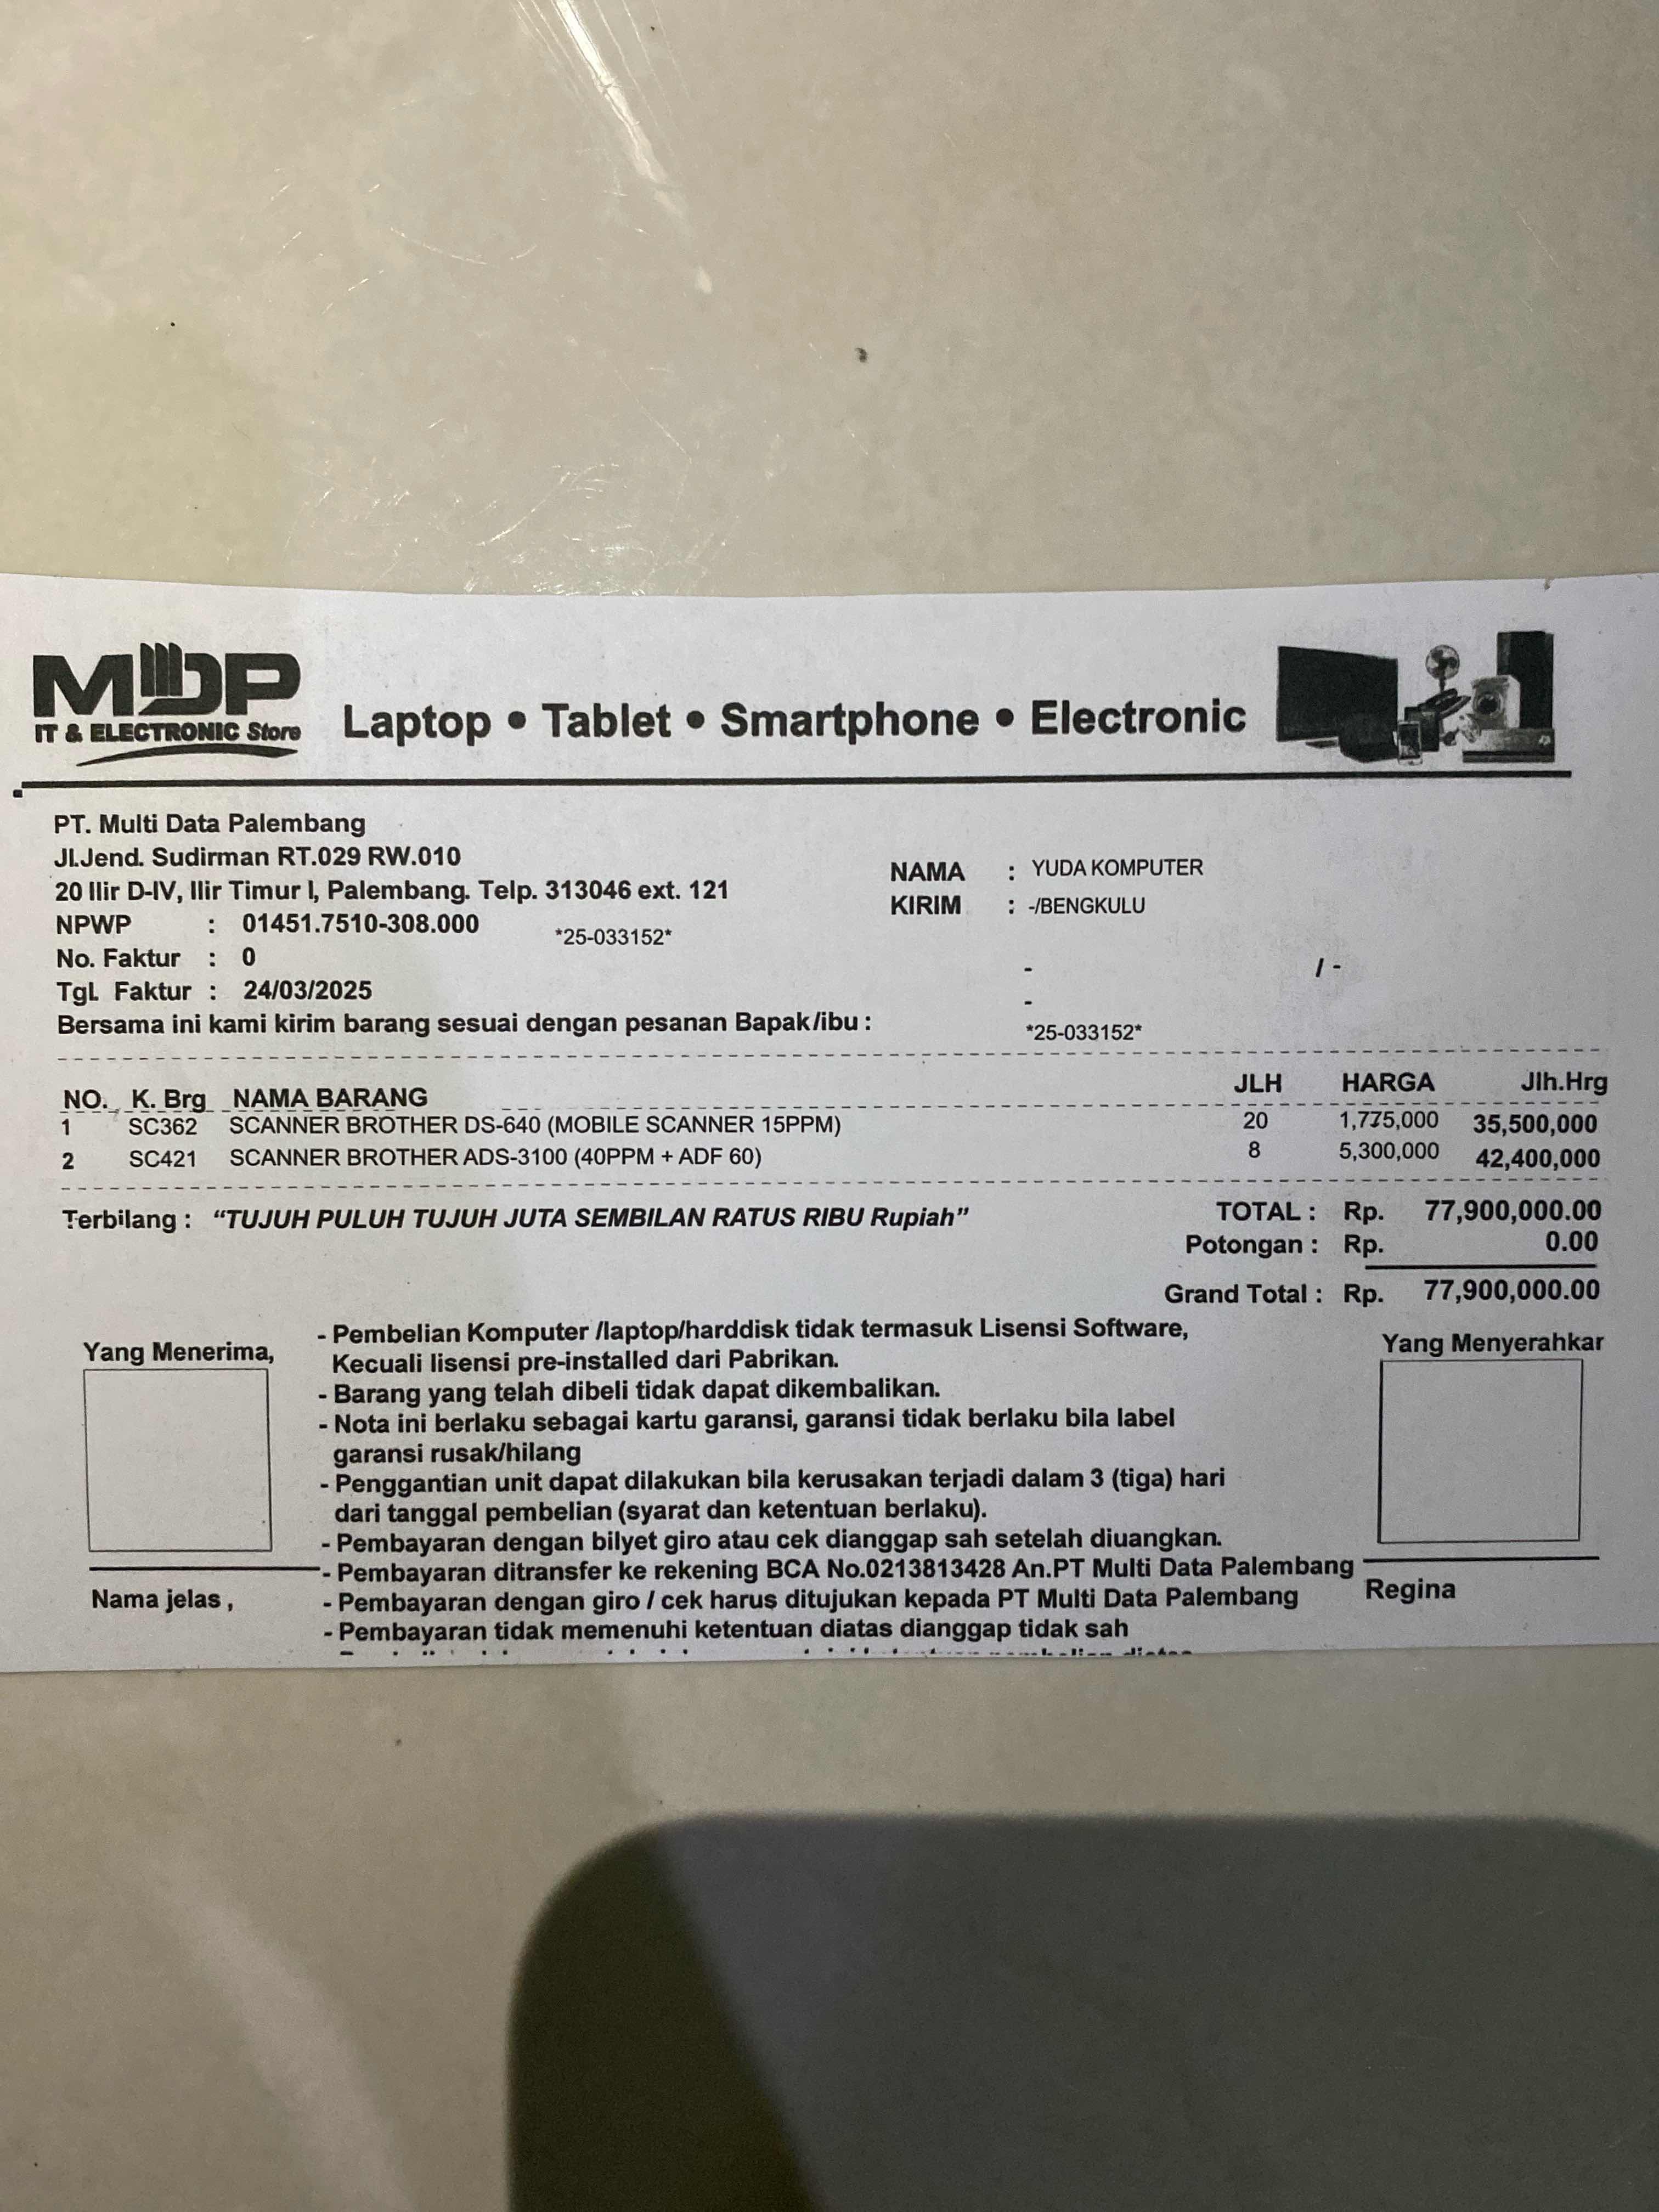 MDP
IT & ELECTRONIC Store
Laptop • Tablet • Smartphone • Electronic
PT. Multi Data Palembang
Jl.Jend. Sudirman RT.029 RW.010
20 Ilir D-IV, Ilir Timur I, Palembang. Telp. 313046 ext. 121
NPWP : 01451.7510-308.000 *25-033152*
No. Faktur : 0
Tgl. Faktur : 24/03/2025
Bersama ini kami kirim barang sesuai dengan pesanan Bapak/ibu :
NAMA : YUDA KOMPUTER
KIRIM : -/BENGKULU
- / -
-
*25-033152*
NO. K. Brg NAMA BARANG JLH HARGA Jlh.Hrg
1 SC362 SCANNER BROTHER DS-640 (MOBILE SCANNER 15PPM) 20 1,775,000 35,500,000
2 SC421 SCANNER BROTHER ADS-3100 (40PPM + ADF 60) 8 5,300,000 42,400,000
Terbilang : “TUJUH PULUH TUJUH JUTA SEMBILAN RATUS RIBU Rupiah”
TOTAL : Rp. 77,900,000.00
Potongan : Rp. 0.00
Grand Total : Rp. 77,900,000.00
Yang Menerima,
Nama jelas ,
- Pembelian Komputer /laptop/harddisk tidak termasuk Lisensi Software,
Kecuali lisensi pre-installed dari Pabrikan.
- Barang yang telah dibeli tidak dapat dikembalikan.
- Nota ini berlaku sebagai kartu garansi, garansi tidak berlaku bila label
garansi rusak/hilang
- Penggantian unit dapat dilakukan bila kerusakan terjadi dalam 3 (tiga) hari
dari tanggal pembelian (syarat dan ketentuan berlaku).
- Pembayaran dengan bilyet giro atau cek dianggap sah setelah diuangkan.
- Pembayaran ditransfer ke rekening BCA No.0213813428 An.PT Multi Data Palembang
- Pembayaran dengan giro / cek harus ditujukan kepada PT Multi Data Palembang
- Pembayaran tidak memenuhi ketentuan diatas dianggap tidak sah
Yang Menyerahkar
Regina